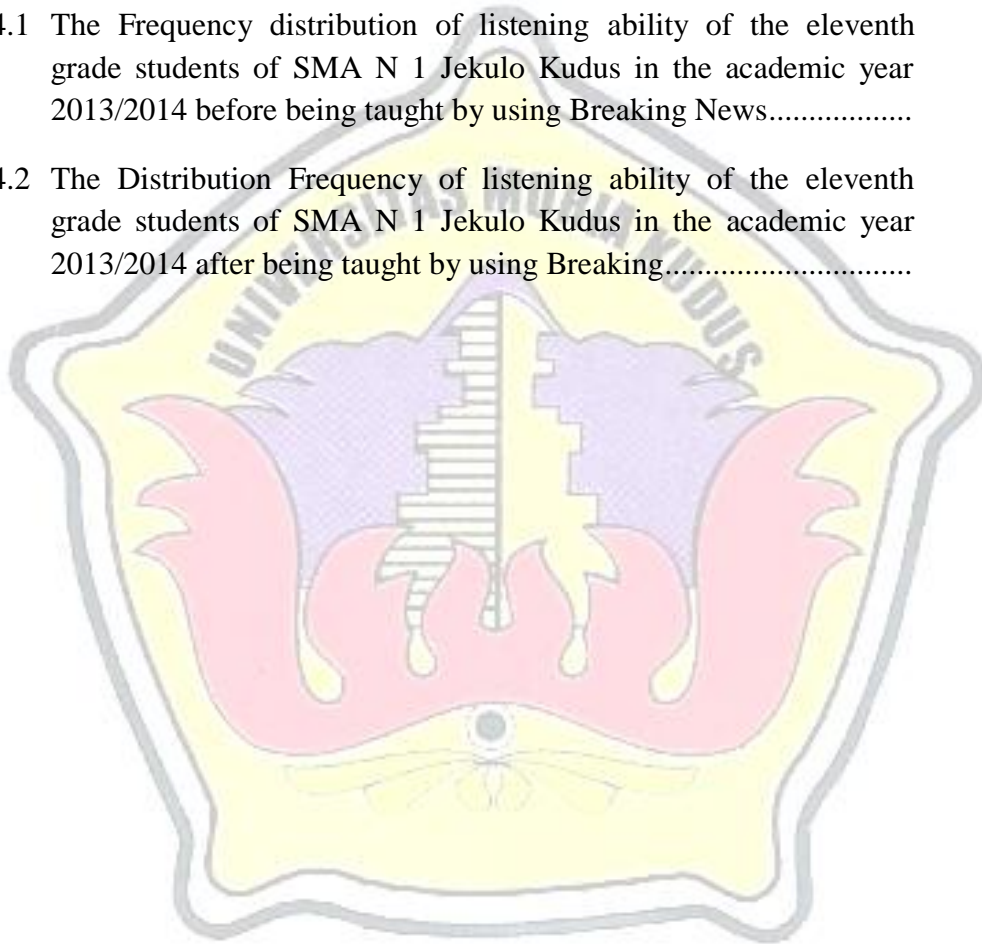 4.1 The Frequency distribution of listening ability of the eleventh
grade students of SMA N 1 Jekulo Kudus in the academic year
2013/2014 before being taught by using Breaking News..................
4.2 The Distribution Frequency of listening ability of the eleventh
grade students of SMA N 1 Jekulo Kudus in the academic year
2013/2014 after being taught by using Breaking...............................
UNIVERSITAS MURIA KUDUS